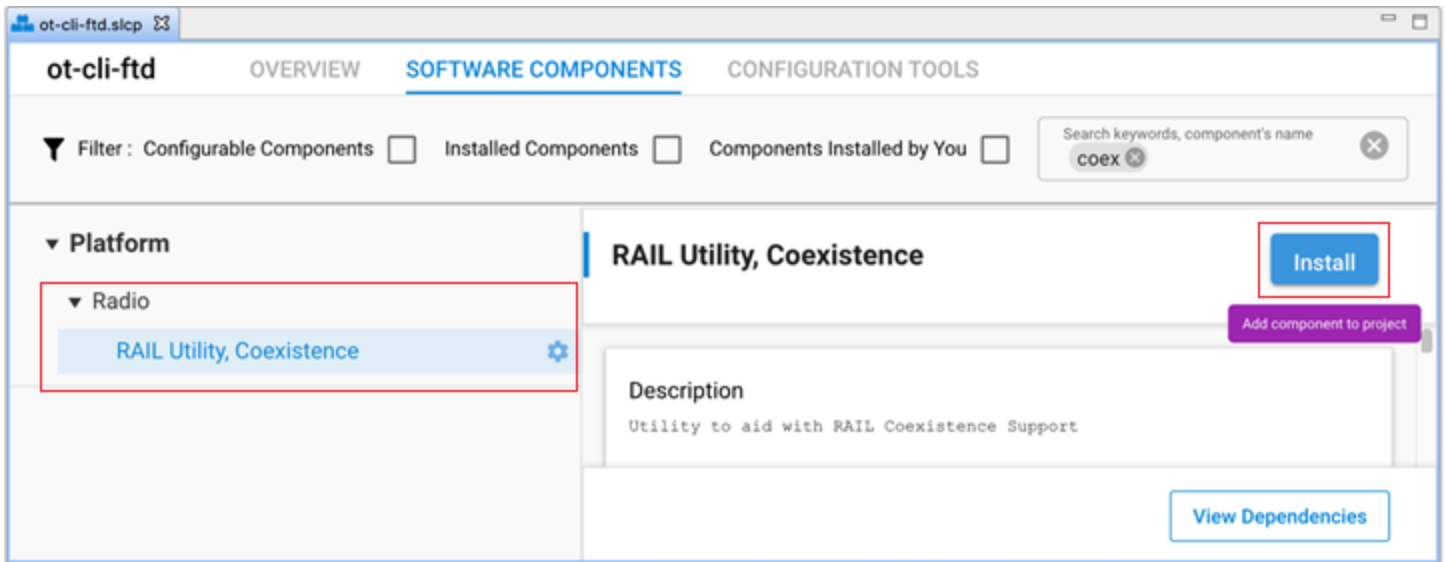 ot-cli-ftd.slcp
ot-cli-ftd OVERVIEW SOFTWARE COMPONENTS CONFIGURATION TOOLS
Filter : Configurable Components Installed Components Components Installed by You
Search keywords, component's name
coex
Platform
Radio
RAIL Utility, Coexistence
RAIL Utility, Coexistence
Install
Add component to project
Description
Utility to aid with RAIL Coexistence Support
View Dependencies